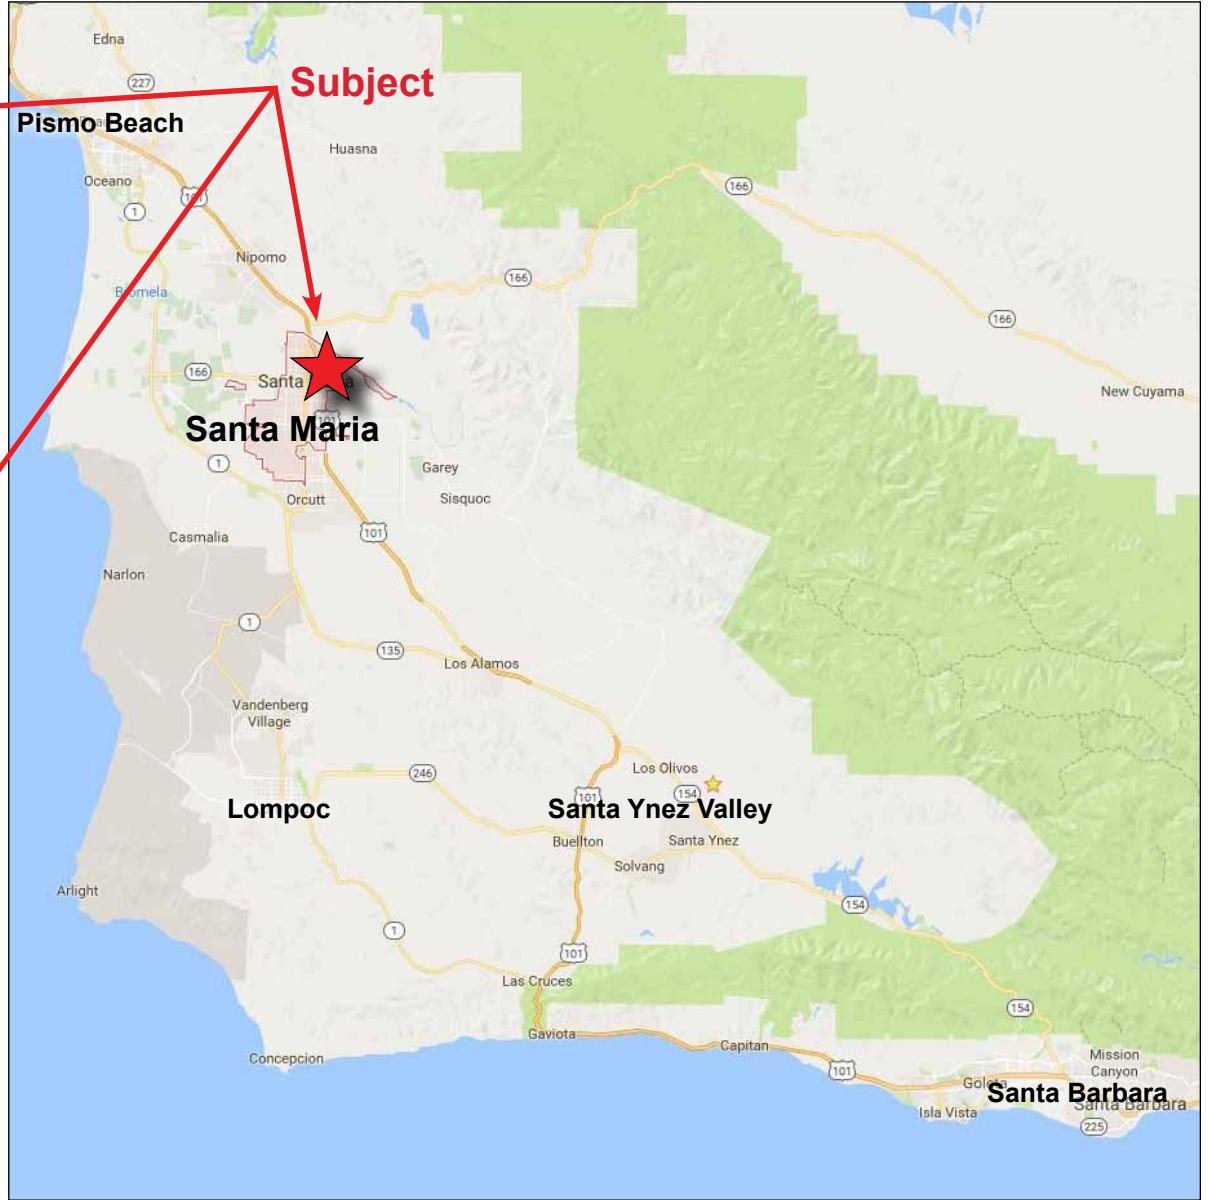 Edna
Subject
227
Pismo Beach
Huasna
Oceano
166
101
1
Nipomo
166
Bromela
166
166
Santa
New Cuyama
Santa Maria
101
1
Garey
Orcutt
Sisquoc
101
Casmalia
Narlon
1
135
Los Alamos
Vandenberg
Village
246
Los Olivos
101
154
Lompoc
Santa Ynez Valley
Buellton
Santa Ynez
Solvang
Arlight
154
1
101
Las Cruces
154
Gaviota
Capitan
Concepcion
Mission
Canyon
101
Goleta
Santa Barbara
Santa Barbara
Isla Vista
225